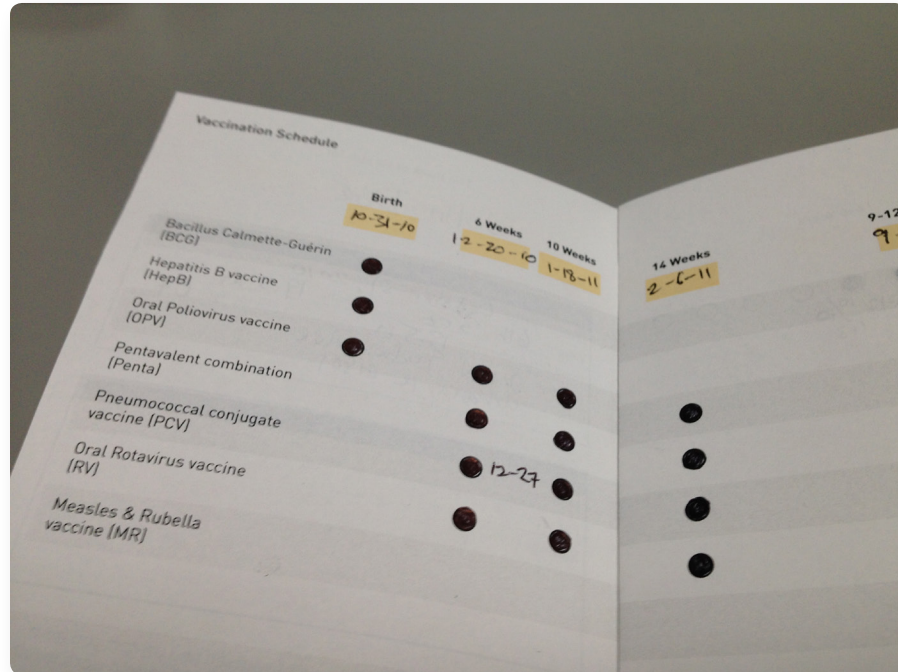 Vaccination Schedule
Birth
10-31-10
6 Weeks
12-20-10
10 Weeks
1-18-11
14 Weeks
2-6-11
9-12
9-
Bacillus Calmette-Guérin
(BCG)
Hepatitis B vaccine
(HepB)
Oral Poliovirus vaccine
(OPV)
Pentavalent combination
(Penta)
Pneumococcal conjugate
vaccine (PCV)
Oral Rotavirus vaccine
(RV)
12-27
Measles & Rubella
vaccine (MR)